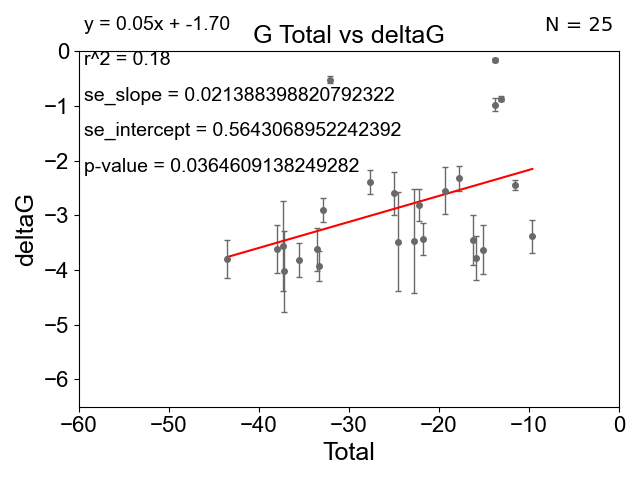 y = 0.05x + -1.70
N = 25
G Total vs deltaG
r^2 = 0.18
se_slope = 0.021388398820792322
se_intercept = 0.5643068952242392
p-value = 0.0364609138249282
deltaG
0
−1
−2
−3
−4
−5
−6
−60
−50
−40
−30
−20
−10
0
Total